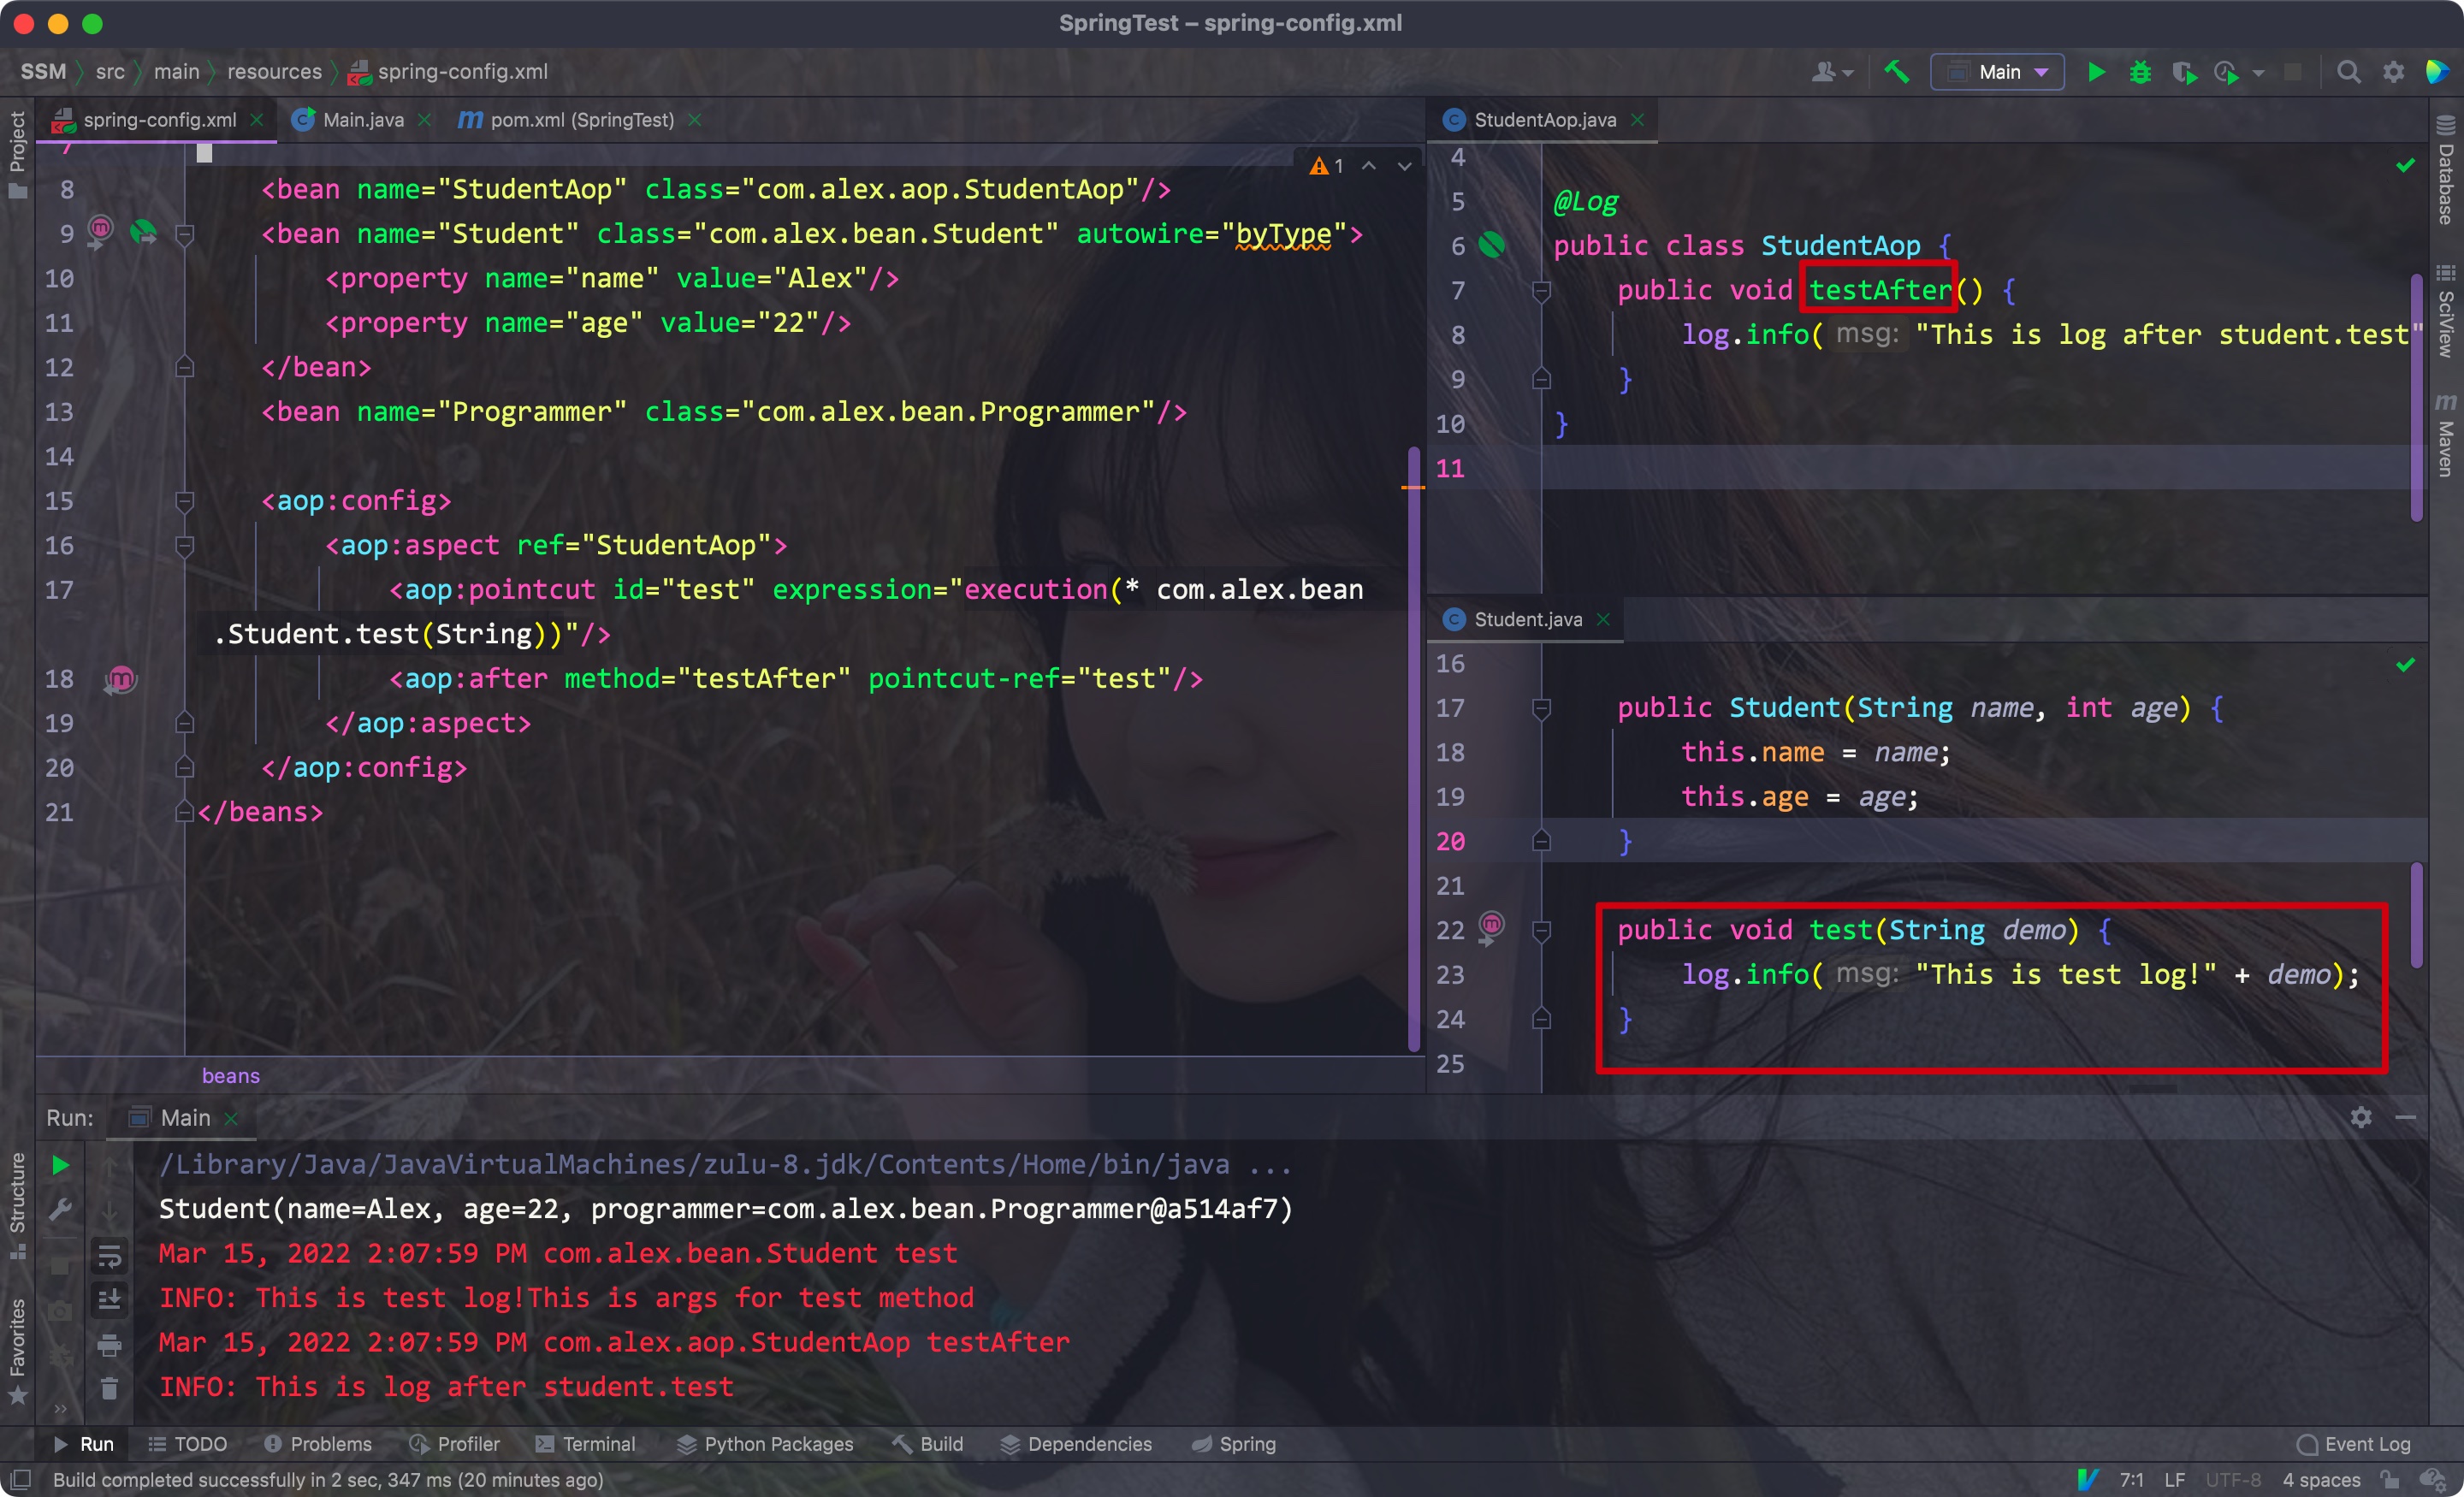 SpringTest – spring-config.xml
SSM src main resources spring-config.xml
Main
Project
spring-config.xml Main.java pom.xml (SpringTest)
7
1
8 <bean name="StudentAop" class="com.alex.aop.StudentAop"/>
9 <bean name="Student" class="com.alex.bean.Student" autowire="byType">
10 <property name="name" value="Alex"/>
11 <property name="age" value="22"/>
12 </bean>
13 <bean name="Programmer" class="com.alex.bean.Programmer"/>
14
15 <aop:config>
16 <aop:aspect ref="StudentAop">
17 <aop:pointcut id="test" expression="execution(* com.alex.bean
.Student.test(String))"/>
18 <aop:after method="testAfter" pointcut-ref="test"/>
19 </aop:aspect>
20 </aop:config>
21 </beans>
beans
StudentAop.java
4
5 @Log
6 public class StudentAop {
7 public void testAfter() {
8 log.info( msg: "This is log after student.test"
9 }
10 }
11
Student.java
16
17 public Student(String name, int age) {
18 this.name = name;
19 this.age = age;
20 }
21
22 public void test(String demo) {
23 log.info( msg: "This is test log!" + demo);
24 }
25
Database
SciView
Maven
Run: Main
/Library/Java/JavaVirtualMachines/zulu-8.jdk/Contents/Home/bin/java ...
Student(name=Alex, age=22, programmer=com.alex.bean.Programmer@a514af7)
Mar 15, 2022 2:07:59 PM com.alex.bean.Student test
INFO: This is test log!This is args for test method
Mar 15, 2022 2:07:59 PM com.alex.aop.StudentAop testAfter
INFO: This is log after student.test
Structure
Favorites
Run TODO Problems Profiler Terminal Python Packages Build Dependencies Spring Event Log
Build completed successfully in 2 sec, 347 ms (20 minutes ago) 7:1 LF UTF-8 4 spaces